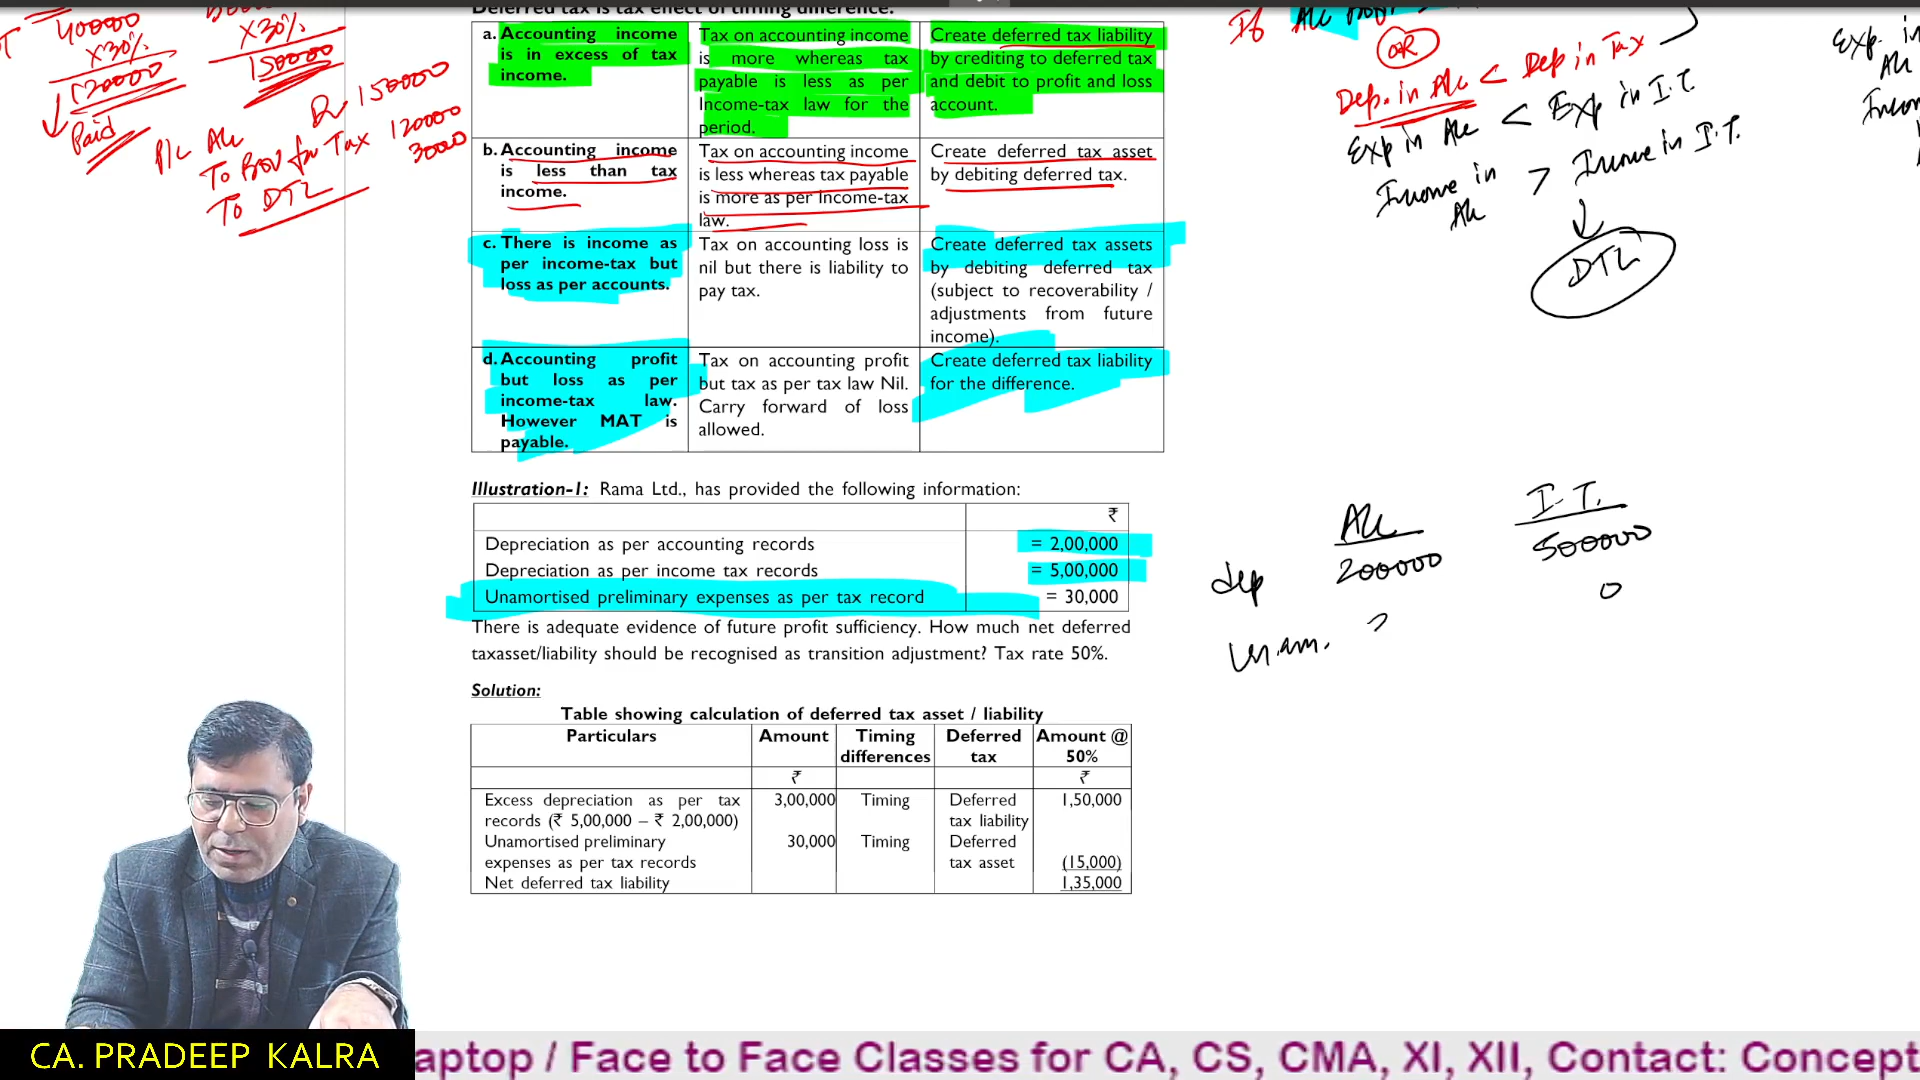 Deferred tax is tax effect of timing difference.
a. Accounting income is in excess of tax income.
Tax on accounting income is more whereas tax payable is less as per Income-tax law for the period.
Create deferred tax liability by crediting to deferred tax and debit to profit and loss account.
b. Accounting income is less than tax income.
Tax on accounting income is less whereas tax payable is more as per Income-tax law.
Create deferred tax asset by debiting deferred tax.
c. There is income as per income-tax but loss as per accounts.
Tax on accounting loss is nil but there is liability to pay tax.
Create deferred tax assets by debiting deferred tax (subject to recoverability / adjustments from future income).
d. Accounting profit but loss as per income-tax law. However MAT is payable.
Tax on accounting profit but tax as per tax law Nil. Carry forward of loss allowed.
Create deferred tax liability for the difference.
Illustration-1: Rama Ltd., has provided the following information:
₹
Depreciation as per accounting records = 2,00,000
Depreciation as per income tax records = 5,00,000
Unamortised preliminary expenses as per tax record = 30,000
There is adequate evidence of future profit sufficiency. How much net deferred
taxasset/liability should be recognised as transition adjustment? Tax rate 50%.
Solution:
Table showing calculation of deferred tax asset / liability
Particulars Amount Timing differences Deferred tax Amount @ 50%
₹ ₹
Excess depreciation as per tax records (₹ 5,00,000 – ₹ 2,00,000) 3,00,000 Timing Deferred tax liability 1,50,000
Unamortised preliminary expenses as per tax records 30,000 Timing Deferred tax asset (15,000)
Net deferred tax liability 1,35,000
40000
X30%
120000
Paid
X30%
150000
P/L A/c Dr 150000
To Prov for Tax 120000
To DTL 30000
If A/c Profit
OR
Dep. in A/c < Dep in Tax
Exp in A/c < Exp in I.T.
Income in A/c > Income in I.T.
DTL
Exp. in
A/c
Income
A/c I.T.
dep 200000 500000
0
Unam. 
CA. PRADEEP KALRA
aptop / Face to Face Classes for CA, CS, CMA, XI, XII, Contact: Concept